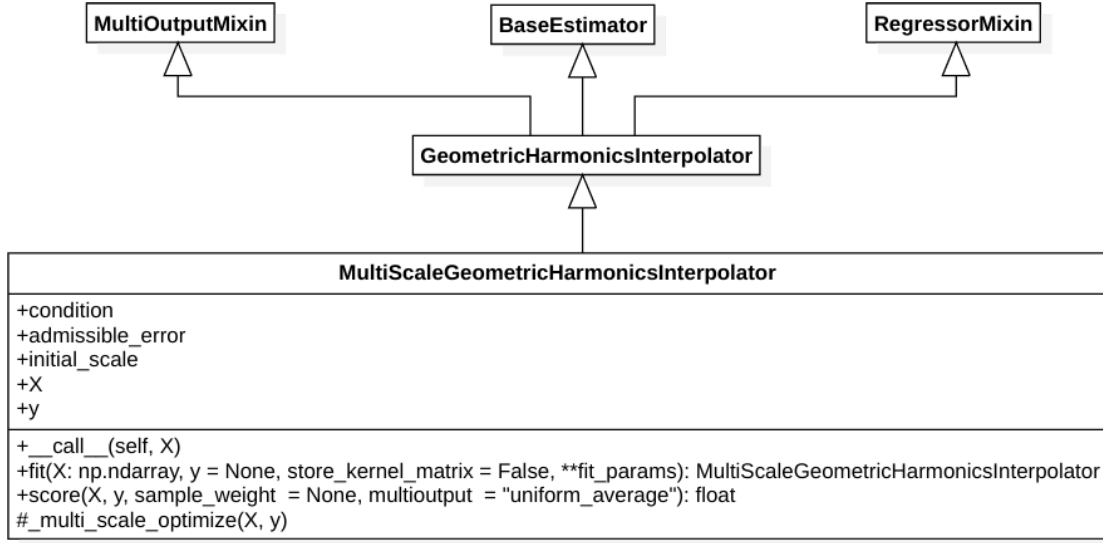 MultiOutputMixin
BaseEstimator
RegressorMixin
GeometricHarmonicsInterpolator
MultiScaleGeometricHarmonicsInterpolator
+condition
+admissible_error
+initial_scale
+X
+y
+__call__(self, X)
+fit(X: np.ndarray, y = None, store_kernel_matrix = False, **fit_params): MultiScaleGeometricHarmonicsInterpolator
+score(X, y, sample_weight = None, multioutput = "uniform_average"): float
#_multi_scale_optimize(X, y)